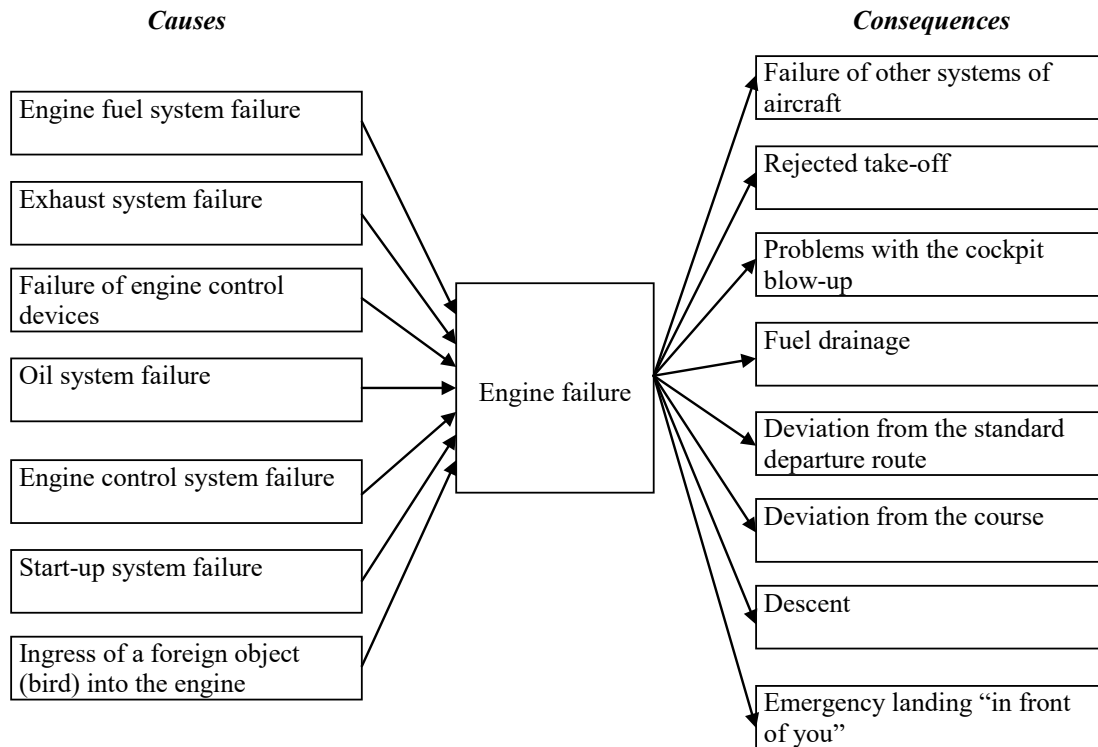 Causes
Engine fuel system failure
Exhaust system failure
Failure of engine control
devices
Oil system failure
Engine control system failure
Start-up system failure
Ingress of a foreign object
(bird) into the engine
Engine failure
Consequences
Failure of other systems of
aircraft
Rejected take-off
Problems with the cockpit
blow-up
Fuel drainage
Deviation from the standard
departure route
Deviation from the course
Descent
Emergency landing “in front
of you”